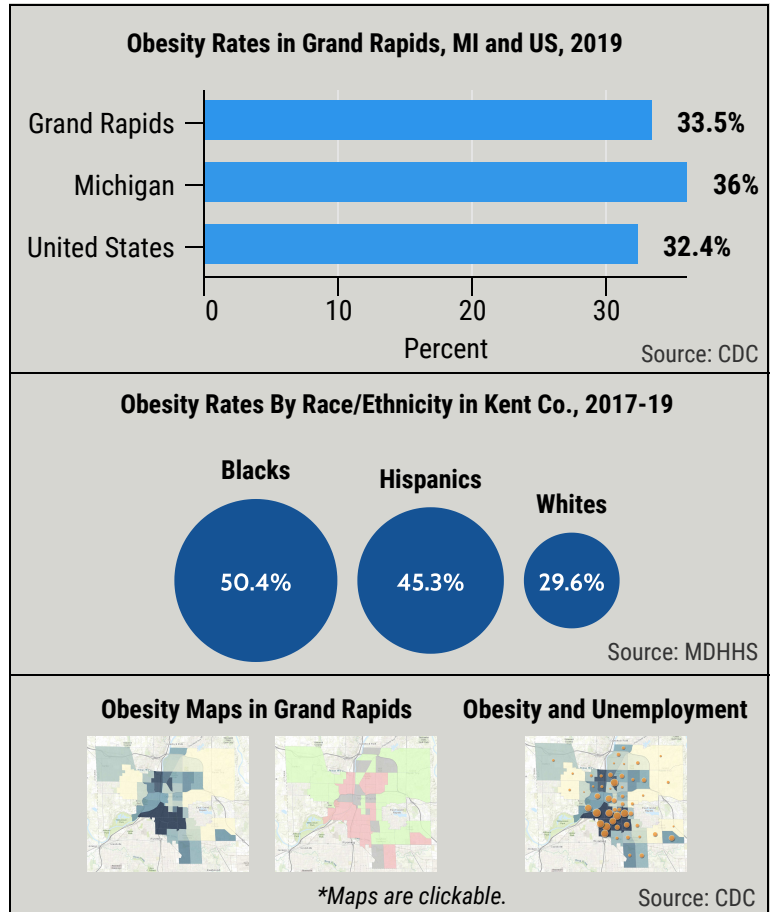 Obesity Rates in Grand Rapids, MI and US, 2019
Grand Rapids
33.5%
Michigan
36%
United States
32.4%
0 10 20 30
Percent
Source: CDC
Obesity Rates By Race/Ethnicity in Kent Co., 2017-19
Blacks
Hispanics
Whites
50.4%
45.3%
29.6%
Source: MDHHS
Obesity Maps in Grand Rapids
Obesity and Unemployment
*Maps are clickable.
Source: CDC